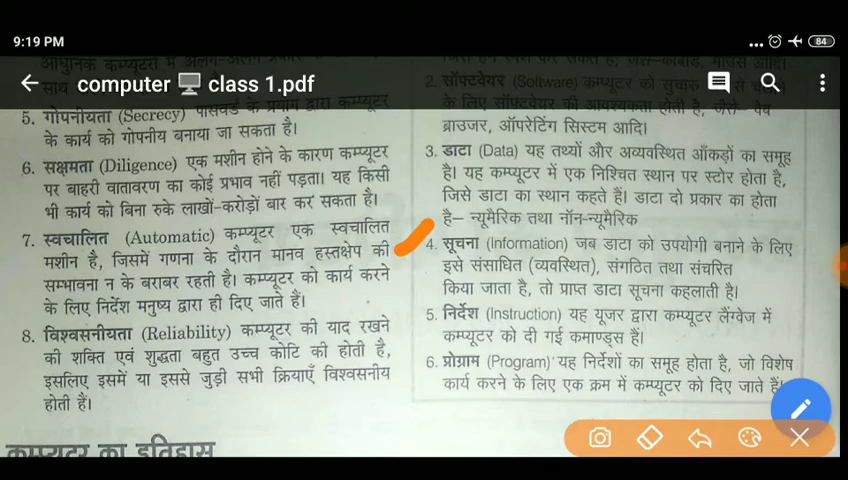 9:19 PM
84
computer class 1.pdf
आधुनिक कम्प्यूटरों में अलग-अलग
साथ
5. गोपनीयता (Secrecy) पासवर्ड के प्रयोग द्वारा कम्प्यूटर
के कार्य को गोपनीय बनाया जा सकता है।
6. सक्षमता (Diligence) एक मशीन होने के कारण कम्प्यूटर
पर बाहरी वातावरण का कोई प्रभाव नहीं पड़ता। यह किसी
भी कार्य को बिना रुके लाखों-करोड़ों बार कर सकता है।
7. स्वचालित (Automatic) कम्प्यूटर एक स्वचालित
मशीन है, जिसमें गणना के दौरान मानव हस्तक्षेप की
सम्भावना न के बराबर रहती है। कम्प्यूटर को कार्य करने
के लिए निर्देश मनुष्य द्वारा ही दिए जाते हैं।
8. विश्वसनीयता (Reliability) कम्प्यूटर की याद रखने
की शक्ति एवं शुद्धता बहुत उच्च कोटि की होती है,
इसलिए इसमें या इससे जुड़ी सभी क्रियाएँ विश्वसनीय
होती हैं।
कम्प्यूटर का इतिहास
2. सॉफ्टवेयर (Software) कम्प्यूटर को सुचारु से
के लिए सॉफ्टवेयर की आवश्यकता होती है, जैसे- वेब
ब्राउजर, ऑपरेटिंग सिस्टम आदि।
3. डाटा (Data) यह तथ्यों और अव्यवस्थित आँकड़ों का समूह
है। यह कम्प्यूटर में एक निश्चित स्थान पर स्टोर होता है,
जिसे डाटा का स्थान कहते हैं। डाटा दो प्रकार का होता
है– न्यूमैरिक तथा नॉन-न्यूमैरिक
4. सूचना (Information) जब डाटा को उपयोगी बनाने के लिए
इसे संसाधित (व्यवस्थित), संगठित तथा संचरित
किया जाता है, तो प्राप्त डाटा सूचना कहलाती है।
5. निर्देश (Instruction) यह यूजर द्वारा कम्प्यूटर लैंग्वेज में
कम्प्यूटर को दी गई कमाण्ड्स हैं।
6. प्रोग्राम (Program) यह निर्देशों का समूह होता है, जो विशेष
कार्य करने के लिए एक क्रम में कम्प्यूटर को दिए जाते हैं।